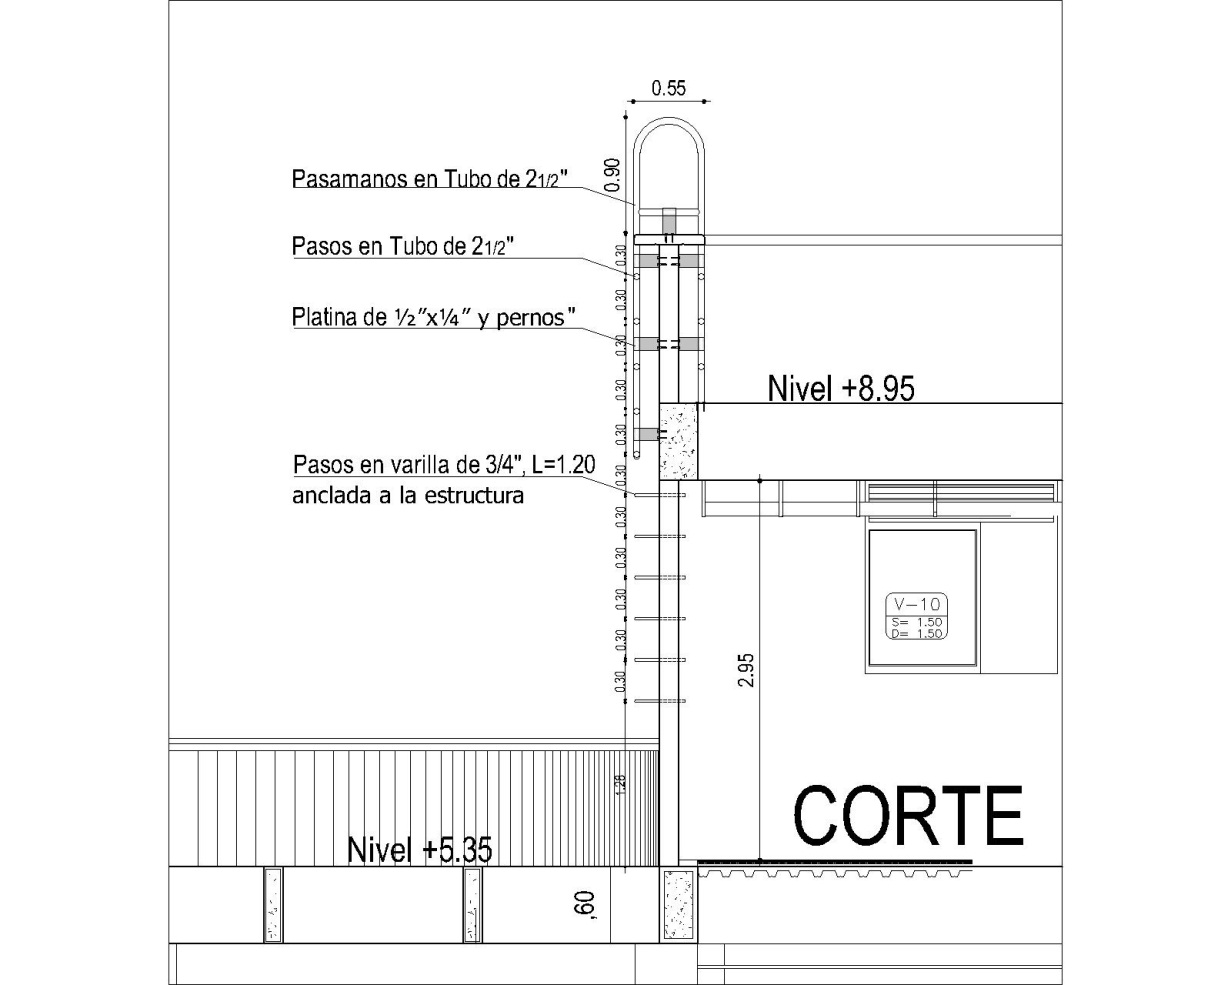 0.55
0.90
Pasamanos en Tubo de 21/2"
Pasos en Tubo de 21/2"
0.30
0.30
Platina de ½"x¼" y pernos"
0.30
Nivel +8.95
0.30
0.30
Pasos en varilla de 3/4", L=1.20
anclada a la estructura
0.30
0.30
0.30
0.30
0.30
0.30
V-10
S= 1.50
D= 1.50
2.95
1.28
CORTE
Nivel +5.35
,60